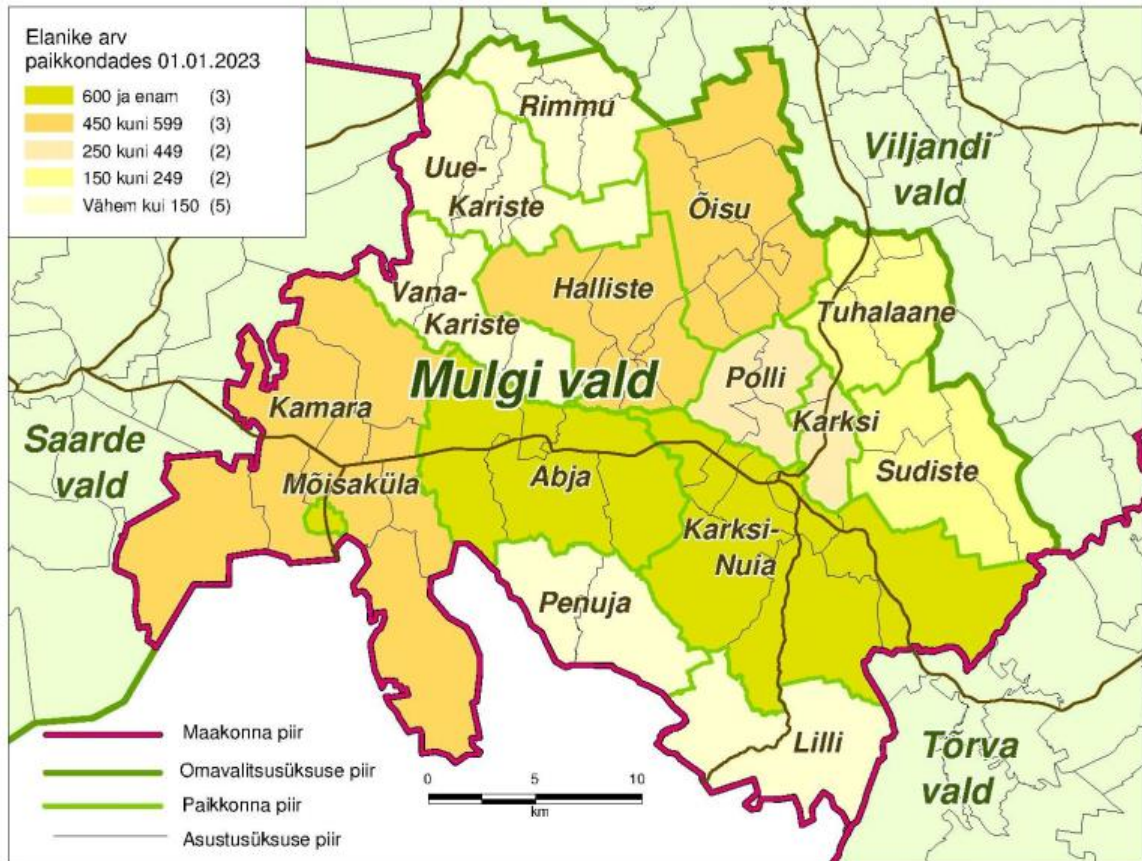 Elanike arv
paikkondades 01.01.2023
600 ja enam (3)
450 kuni 599 (3)
250 kuni 449 (2)
150 kuni 249 (2)
Vähem kui 150 (5)
Rimmu
Uue-
Kariste
Õisu
Viljandi
vald
Vana-
Kariste
Halliste
Tuhalaane
Mulgi vald
Polli
Kamara
Karksi
Saarde
vald
Mõisaküla
Abja
Sudiste
Karksi-
Nuia
Penuja
Lilli
Tõrva
vald
Maakonna piir
Omavalitsusüksuse piir
Paikkonna piir
Asustusüksuse piir
0 5 10
km